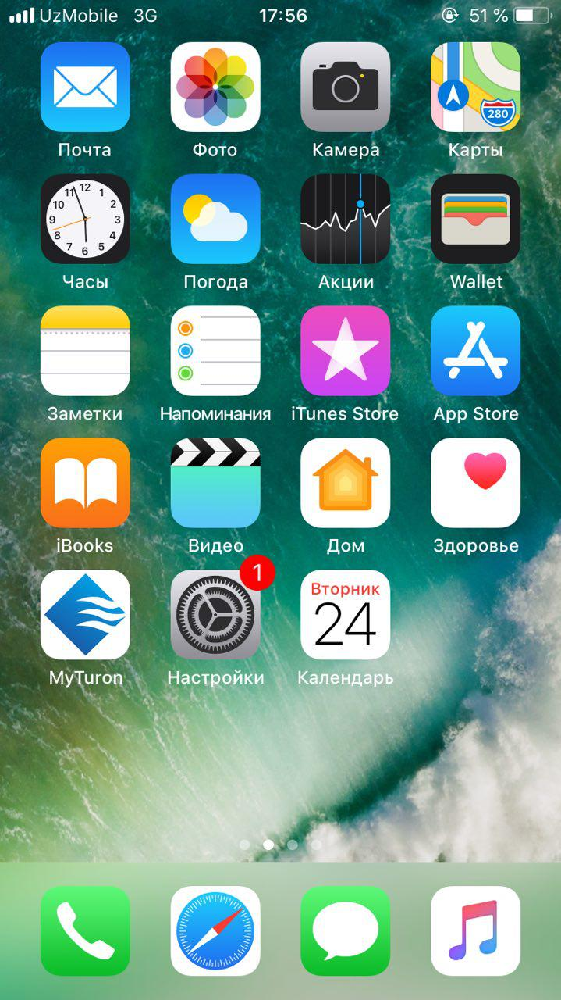 UzMobile 3G 17:56 51 %
280
Почта Фото Камера Карты
12
11 1
10 2
9 3
8 4
7 5
6
Часы Погода Акции Wallet
Заметки Напоминания iTunes Store App Store
iBooks Видео Дом Здоровье
1
Вторник
24
MyTuron Настройки Календарь